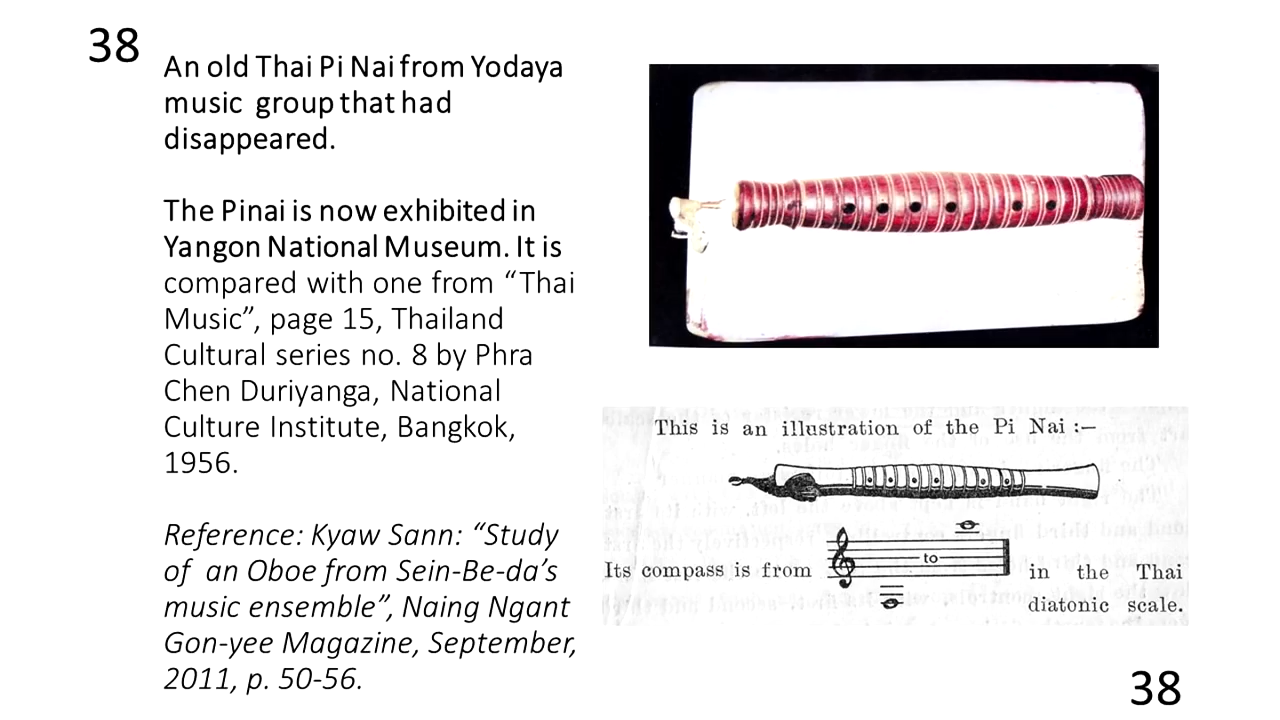 38
An old Thai Pi Nai from Yodaya
music group that had
disappeared.
The Pinai is now exhibited in
Yangon National Museum. It is
compared with one from “Thai
Music”, page 15, Thailand
Cultural series no. 8 by Phra
Chen Duriyanga, National
Culture Institute, Bangkok,
1956.
Reference: Kyaw Sann: “Study
of an Oboe from Sein-Be-da’s
music ensemble”, Naing Ngant
Gon-yee Magazine, September,
2011, p. 50-56.
This is an illustration of the Pi Nai :—
Its compass is from to in the Thai
diatonic scale.
38